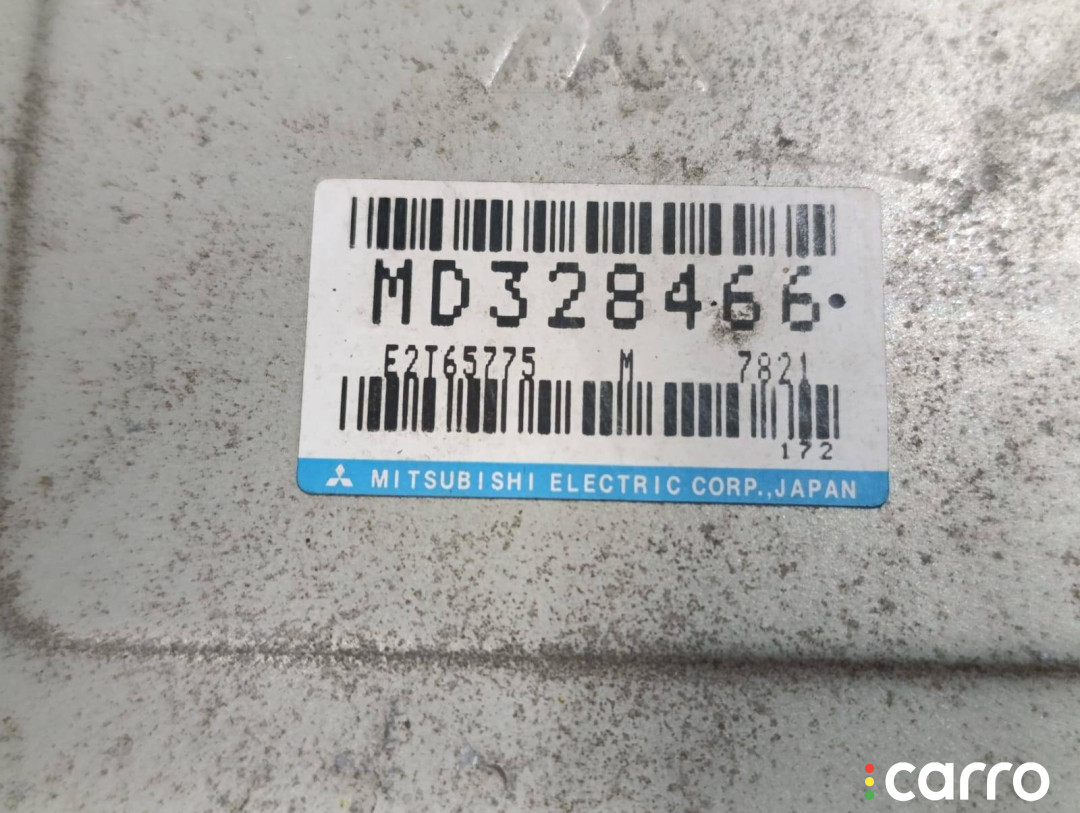 MD328466
E2T65775 M 7821
172
MITSUBISHI ELECTRIC CORP.,JAPAN
carro